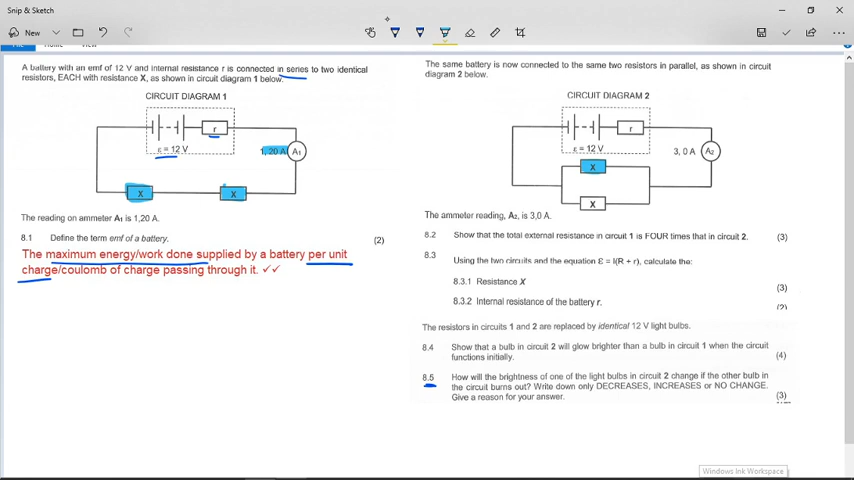 Snip & Sketch
New
File Home View
A battery with an emf of 12 V and internal resistance r is connected in series to two identical
resistors, EACH with resistance X, as shown in circuit diagram 1 below.
CIRCUIT DIAGRAM 1
r
ε = 12 V
1,20 A A₁
X X
The reading on ammeter A₁ is 1,20 A.
8.1 Define the term emf of a battery. (2)
The maximum energy/work done supplied by a battery per unit
charge/coulomb of charge passing through it. ✓✓
The same battery is now connected to the same two resistors in parallel, as shown in circuit
diagram 2 below.
CIRCUIT DIAGRAM 2
r
ε = 12 V
3, 0 A A₂
X
X
The ammeter reading, A₂, is 3,0 A.
8.2 Show that the total external resistance in circuit 1 is FOUR times that in circuit 2. (3)
8.3 Using the two circuits and the equation Ɛ = I(R + r), calculate the:
8.3.1 Resistance X (3)
8.3.2 Internal resistance of the battery r. (2)
The resistors in circuits 1 and 2 are replaced by identical 12 V light bulbs.
8.4 Show that a bulb in circuit 2 will glow brighter than a bulb in circuit 1 when the circuit
functions initially. (4)
8.5 How will the brightness of one of the light bulbs in circuit 2 change if the other bulb in
the circuit burns out? Write down only DECREASES, INCREASES or NO CHANGE.
Give a reason for your answer. (3)
Windows Ink Workspace